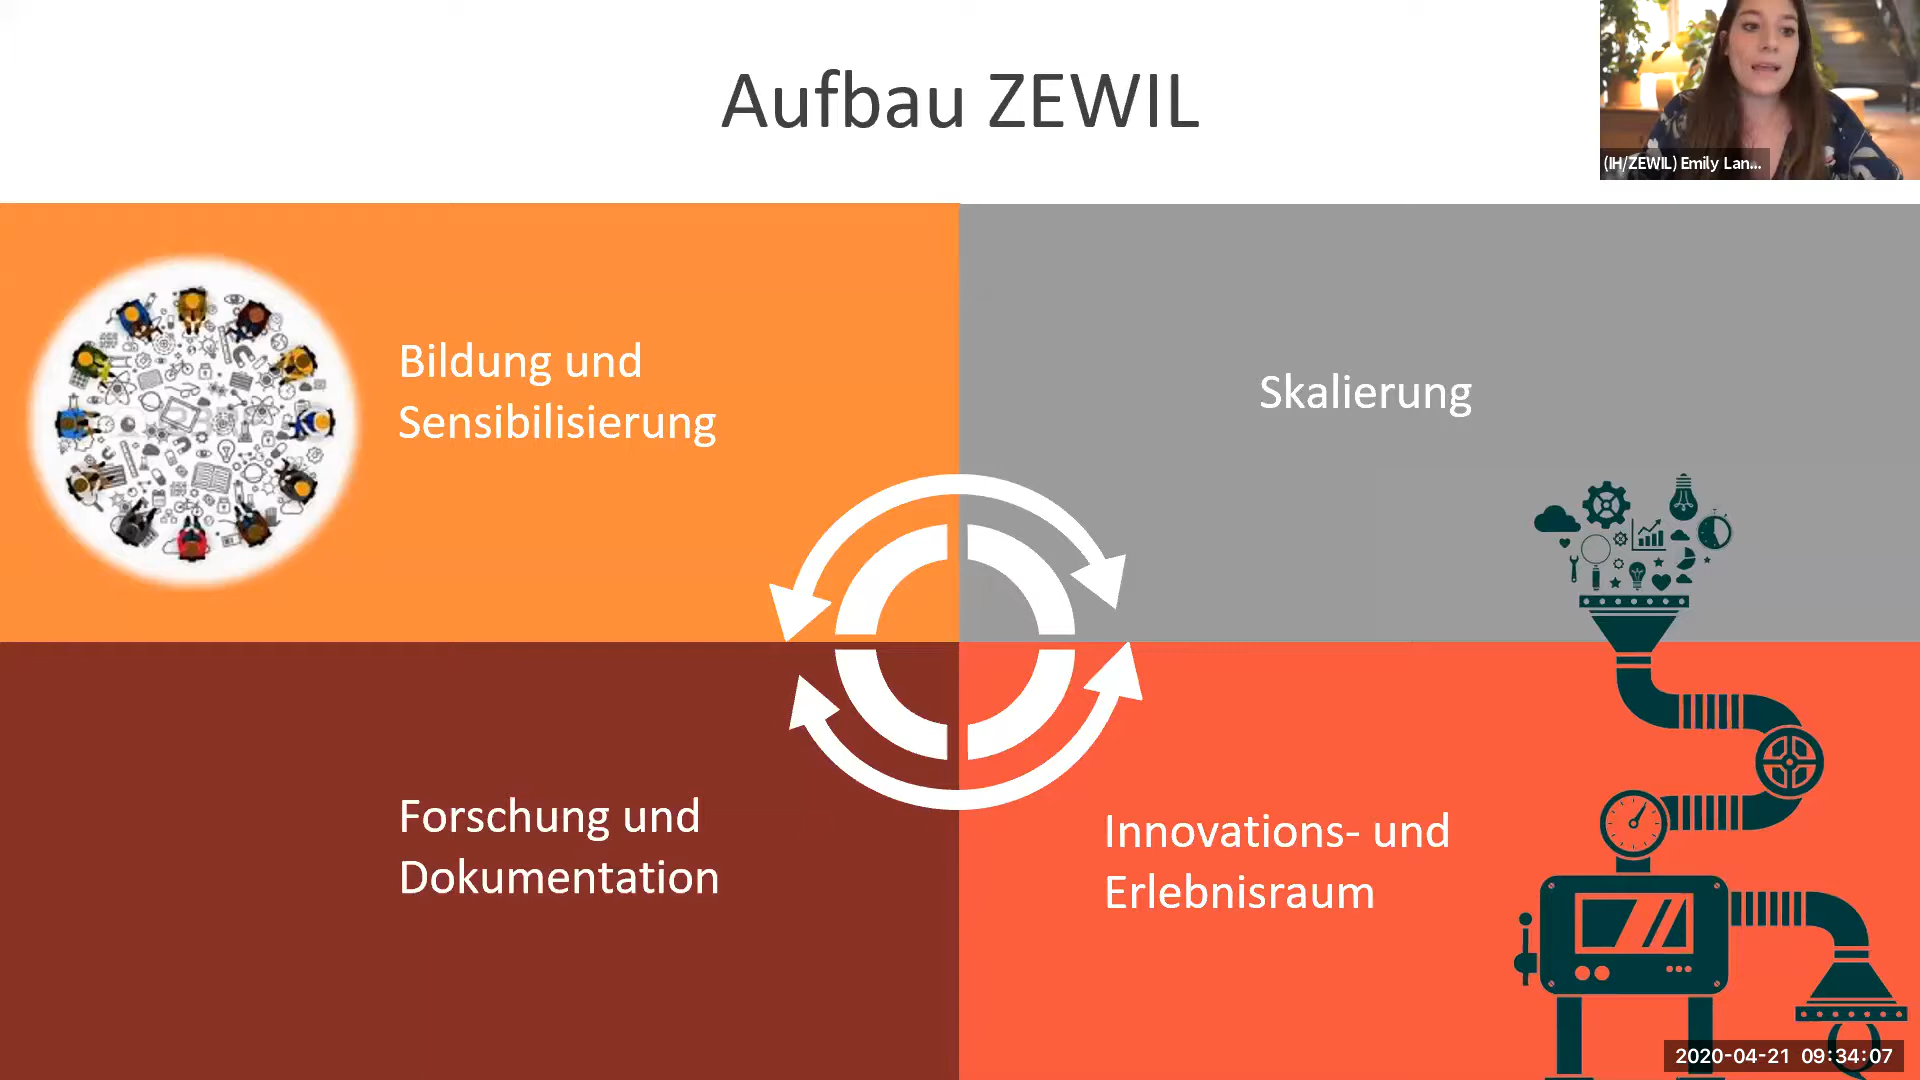 Aufbau ZEWIL
(IH/ZEWIL) Emily Lan...
Bildung und
Sensibilisierung
Skalierung
Forschung und
Dokumentation
Innovations- und
Erlebnisraum
2020-04-21 09:34:07